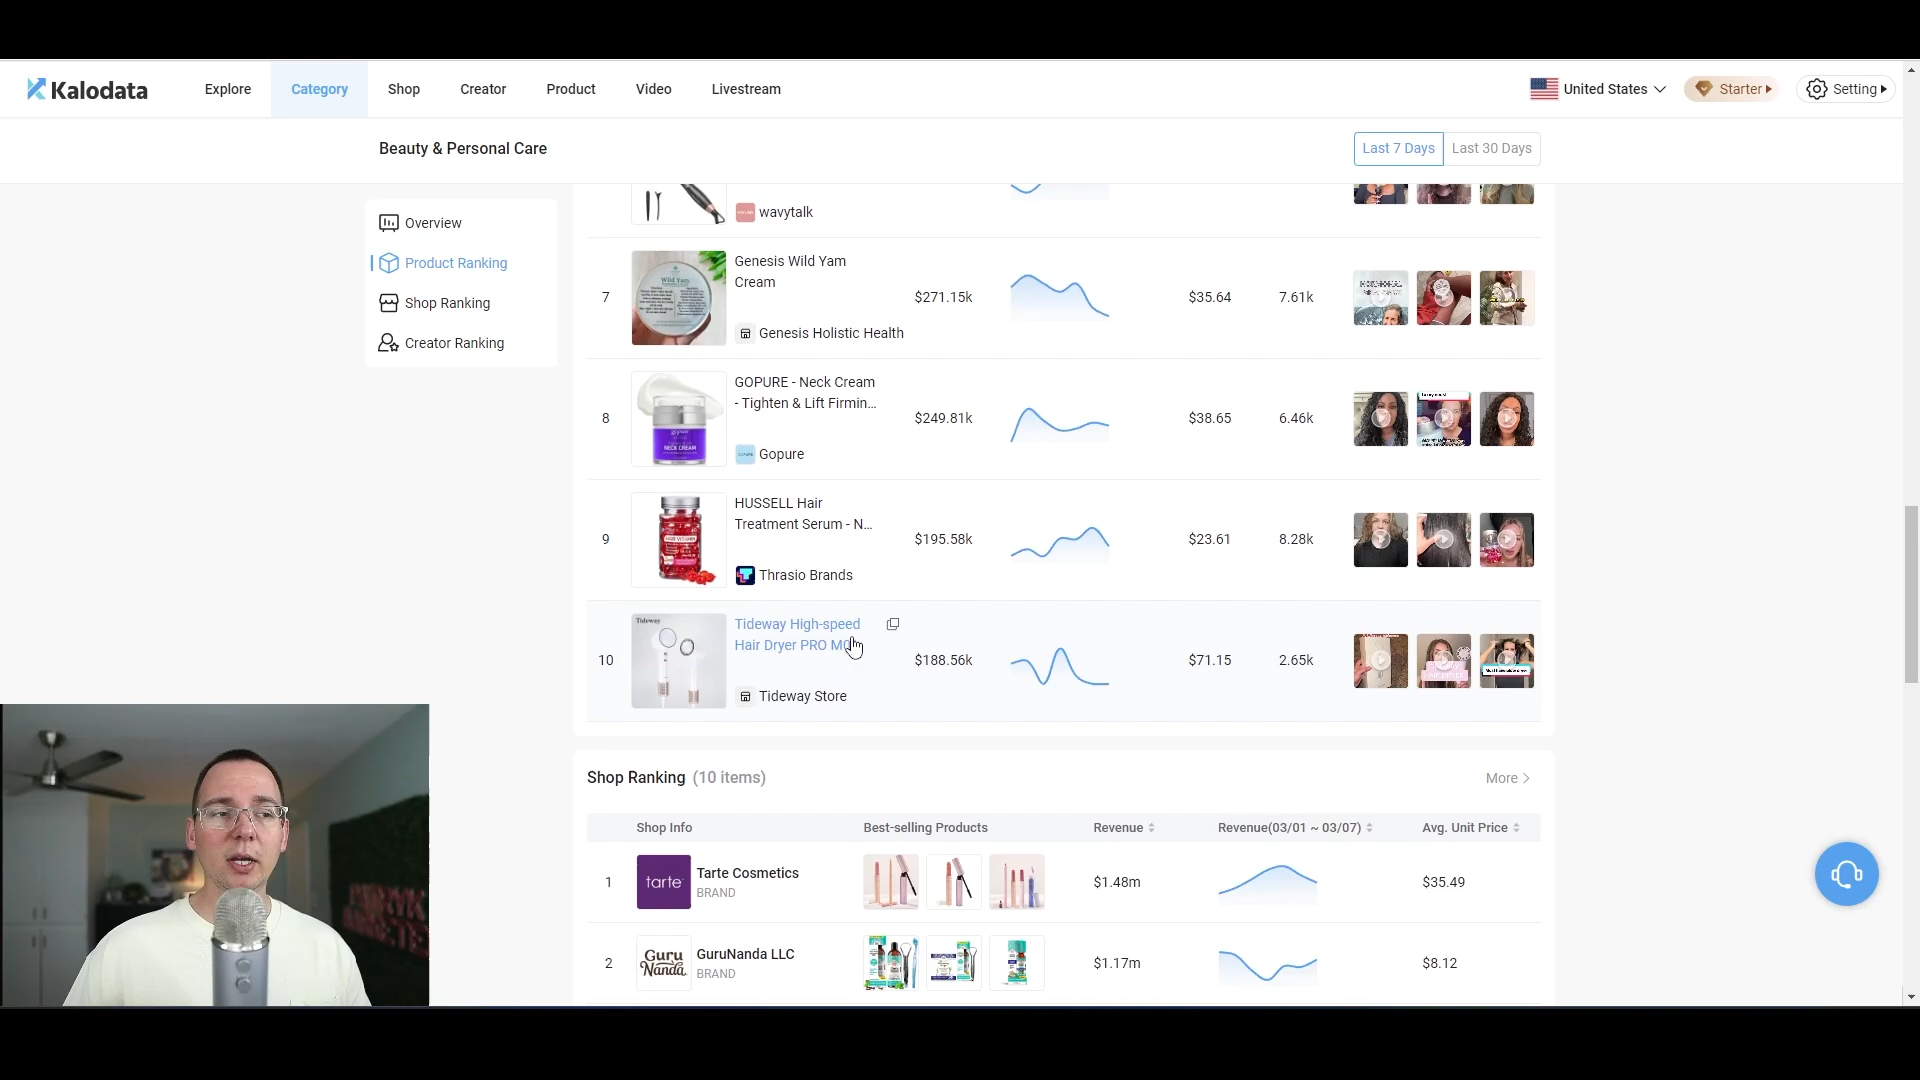 Kalodata
Explore
Category
Shop
Creator
Product
Video
Livestream
United States
Starter
Setting
Beauty & Personal Care
Last 7 Days
Last 30 Days
Overview
Product Ranking
Shop Ranking
Creator Ranking
wavytalk
7
Genesis Wild Yam
Cream
Genesis Holistic Health
$271.15k
$35.64
7.61k
8
GOPURE - Neck Cream
- Tighten & Lift Firmin...
Gopure
$249.81k
$38.65
6.46k
NECK CREAM
9
HUSSELL Hair
Treatment Serum - N...
Thrasio Brands
$195.58k
$23.61
8.28k
HAIR VITAMIN
10
Tideway
Tideway High-speed
Hair Dryer PRO M
Tideway Store
$188.56k
$71.15
2.65k
Shop Ranking (10 items)
More
Shop Info
Best-selling Products
Revenue
Revenue(03/01 ~ 03/07)
Avg. Unit Price
1
tarte
Tarte Cosmetics
BRAND
$1.48m
$35.49
2
Guru
Nanda
GuruNanda LLC
BRAND
$1.17m
$8.12